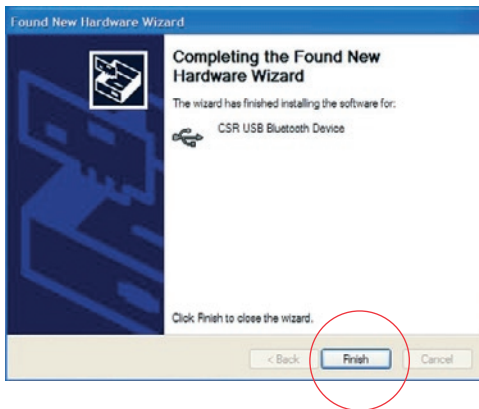 Found New Hardware Wizard
Completing the Found New
Hardware Wizard
The wizard has finished installing the software for:
CSR USB Bluetooth Device
Click Finish to close the wizard.
< Back
Finish
Cancel